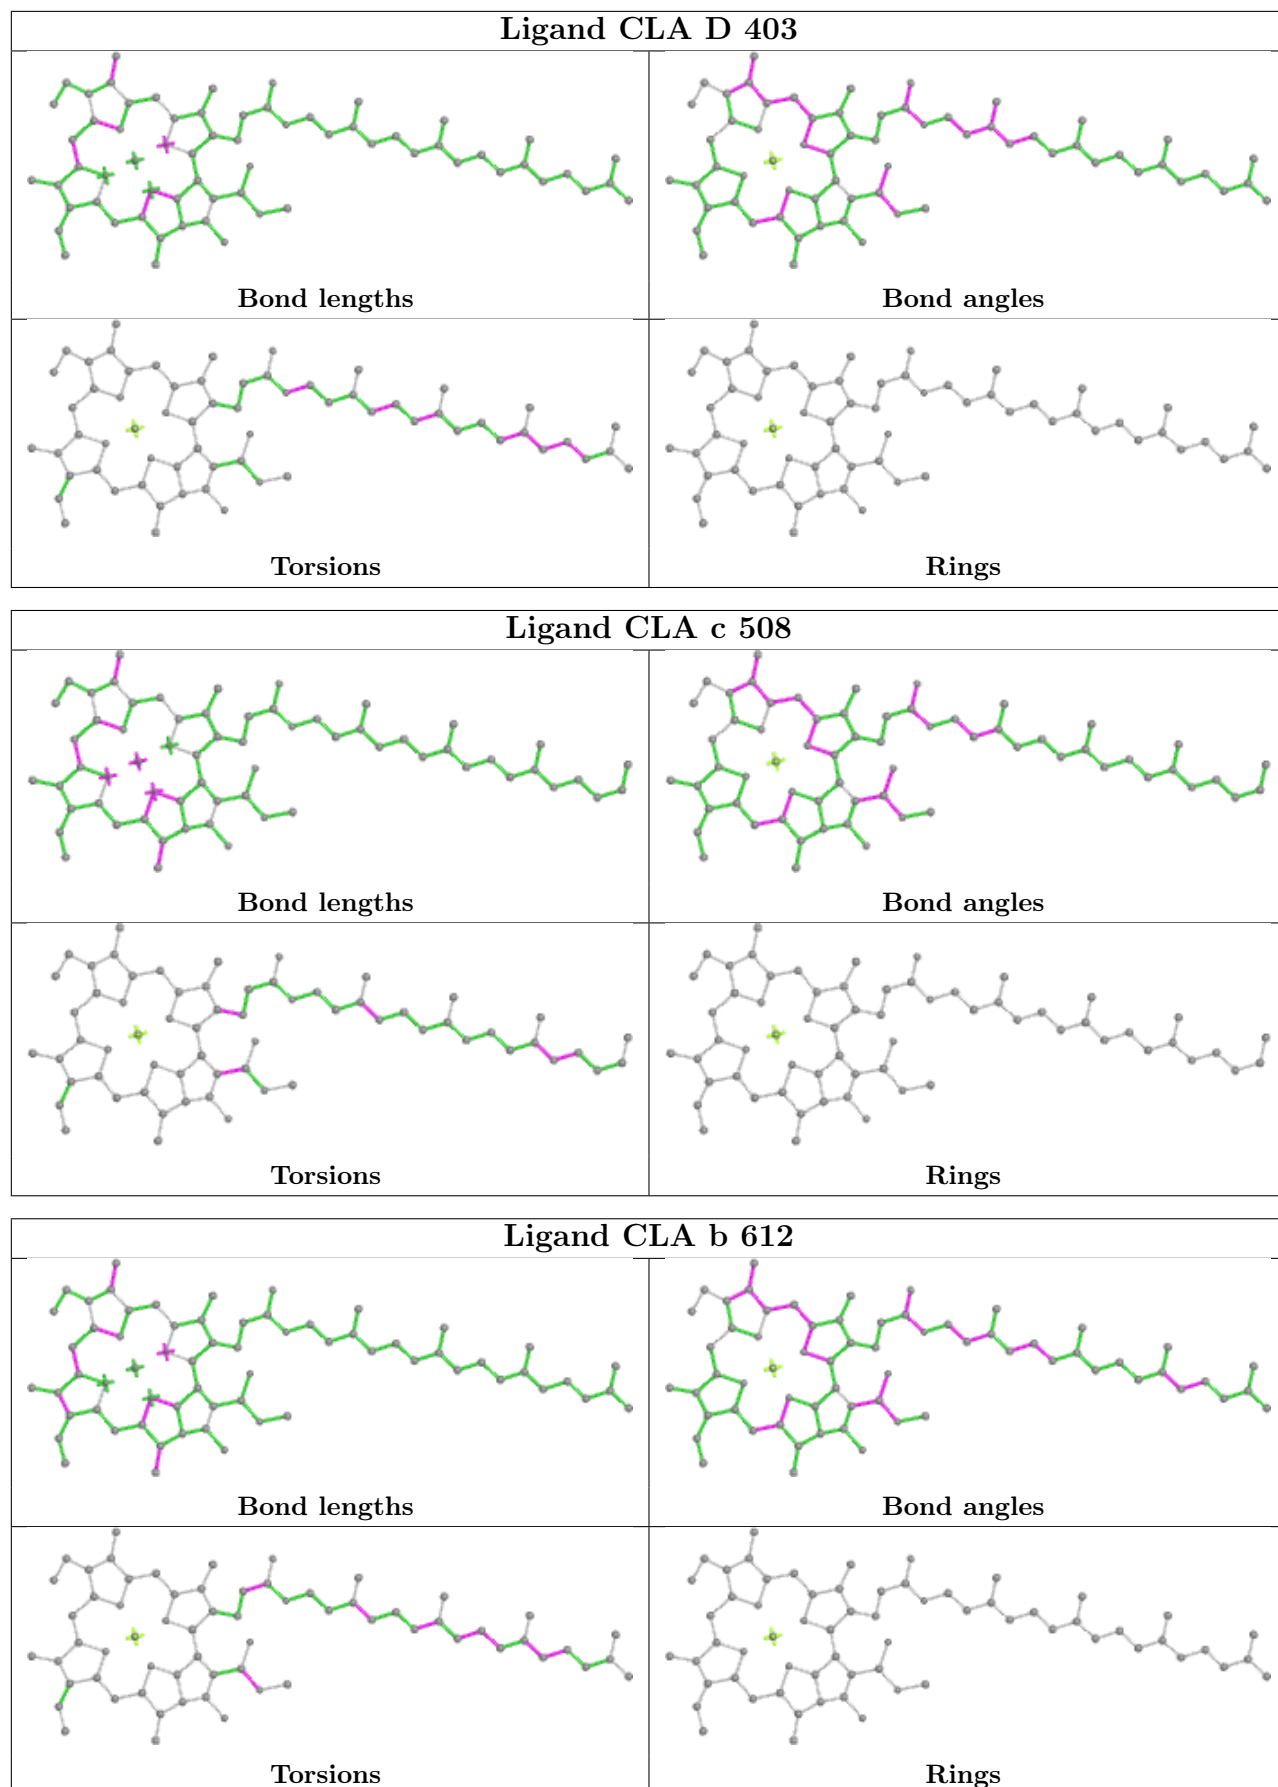 Ligand CLA D 403
Bond lengths
Bond angles
Torsions
Rings
Ligand CLA c 508
Bond lengths
Bond angles
Torsions
Rings
Ligand CLA b 612
Bond lengths
Bond angles
Torsions
Rings